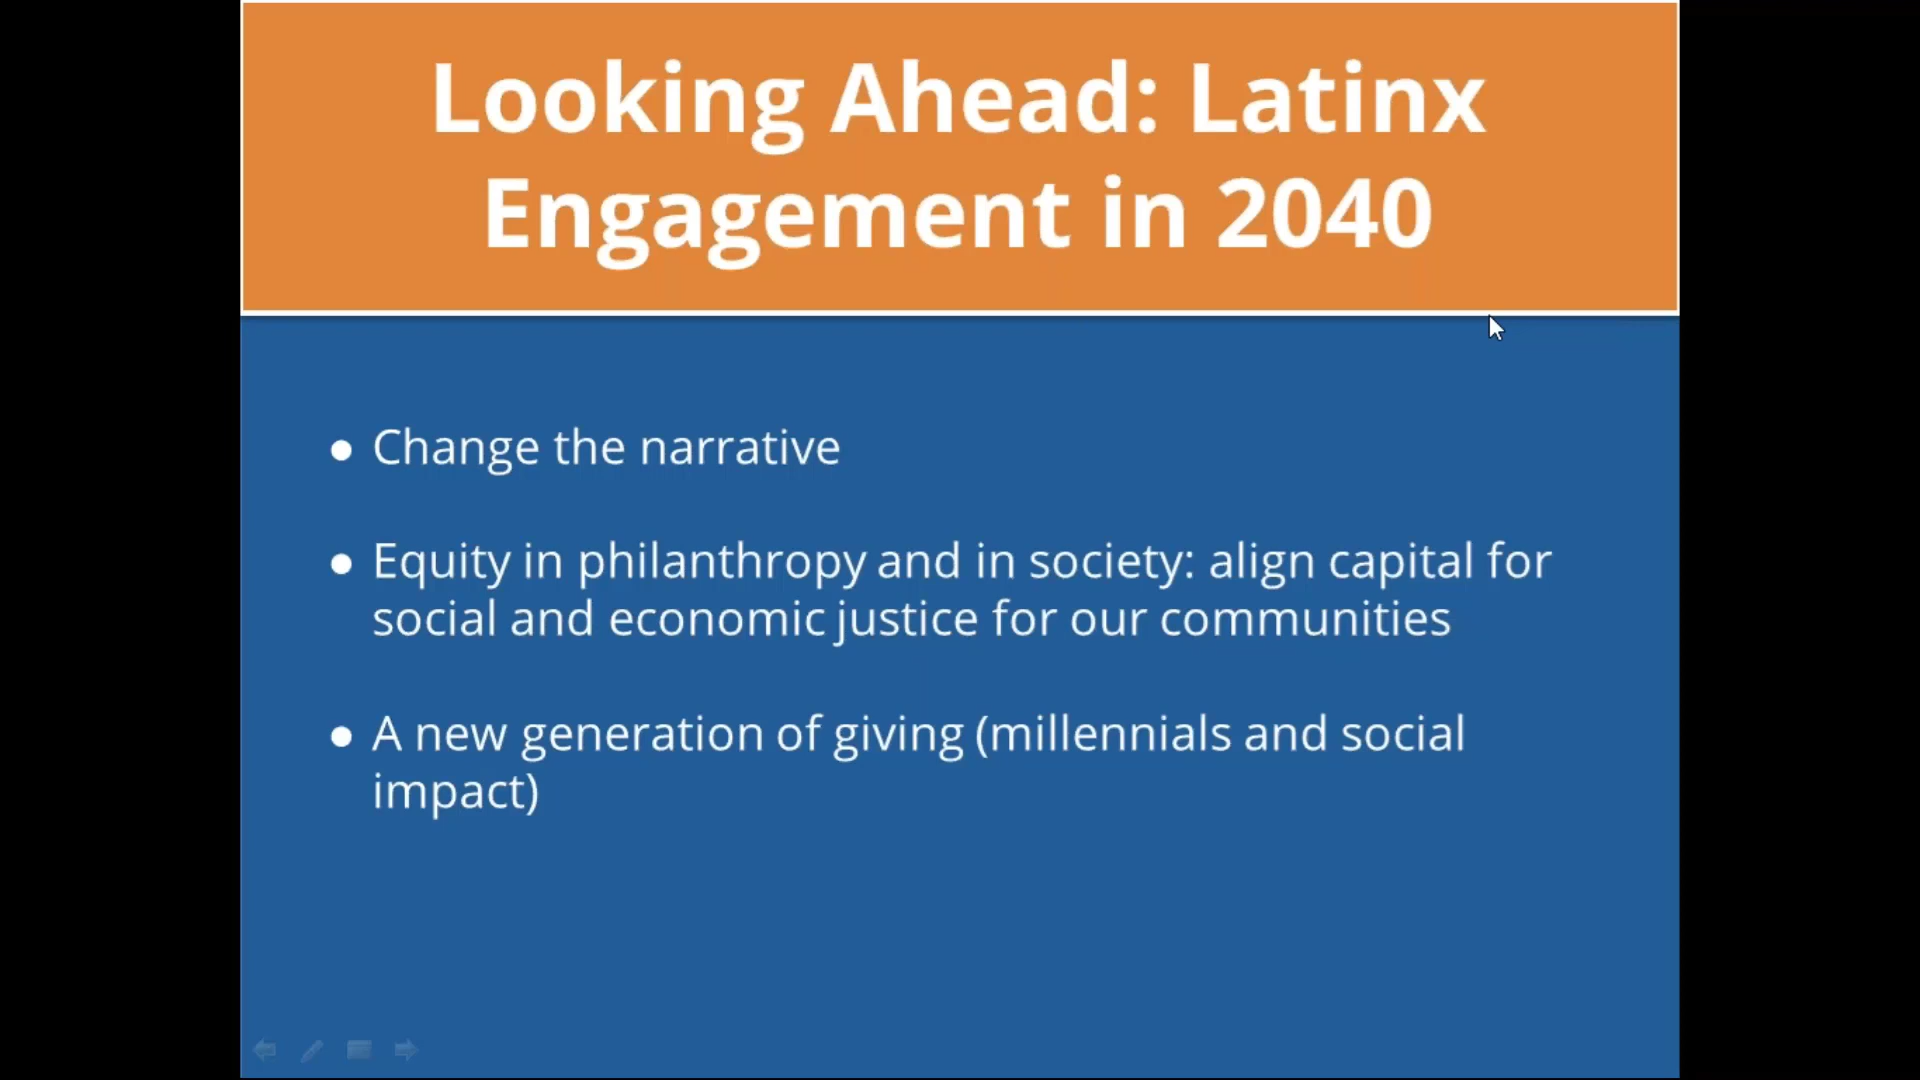 Looking Ahead: Latinx
Engagement in 2040
● Change the narrative
● Equity in philanthropy and in society: align capital for
social and economic justice for our communities
● A new generation of giving (millennials and social
impact)